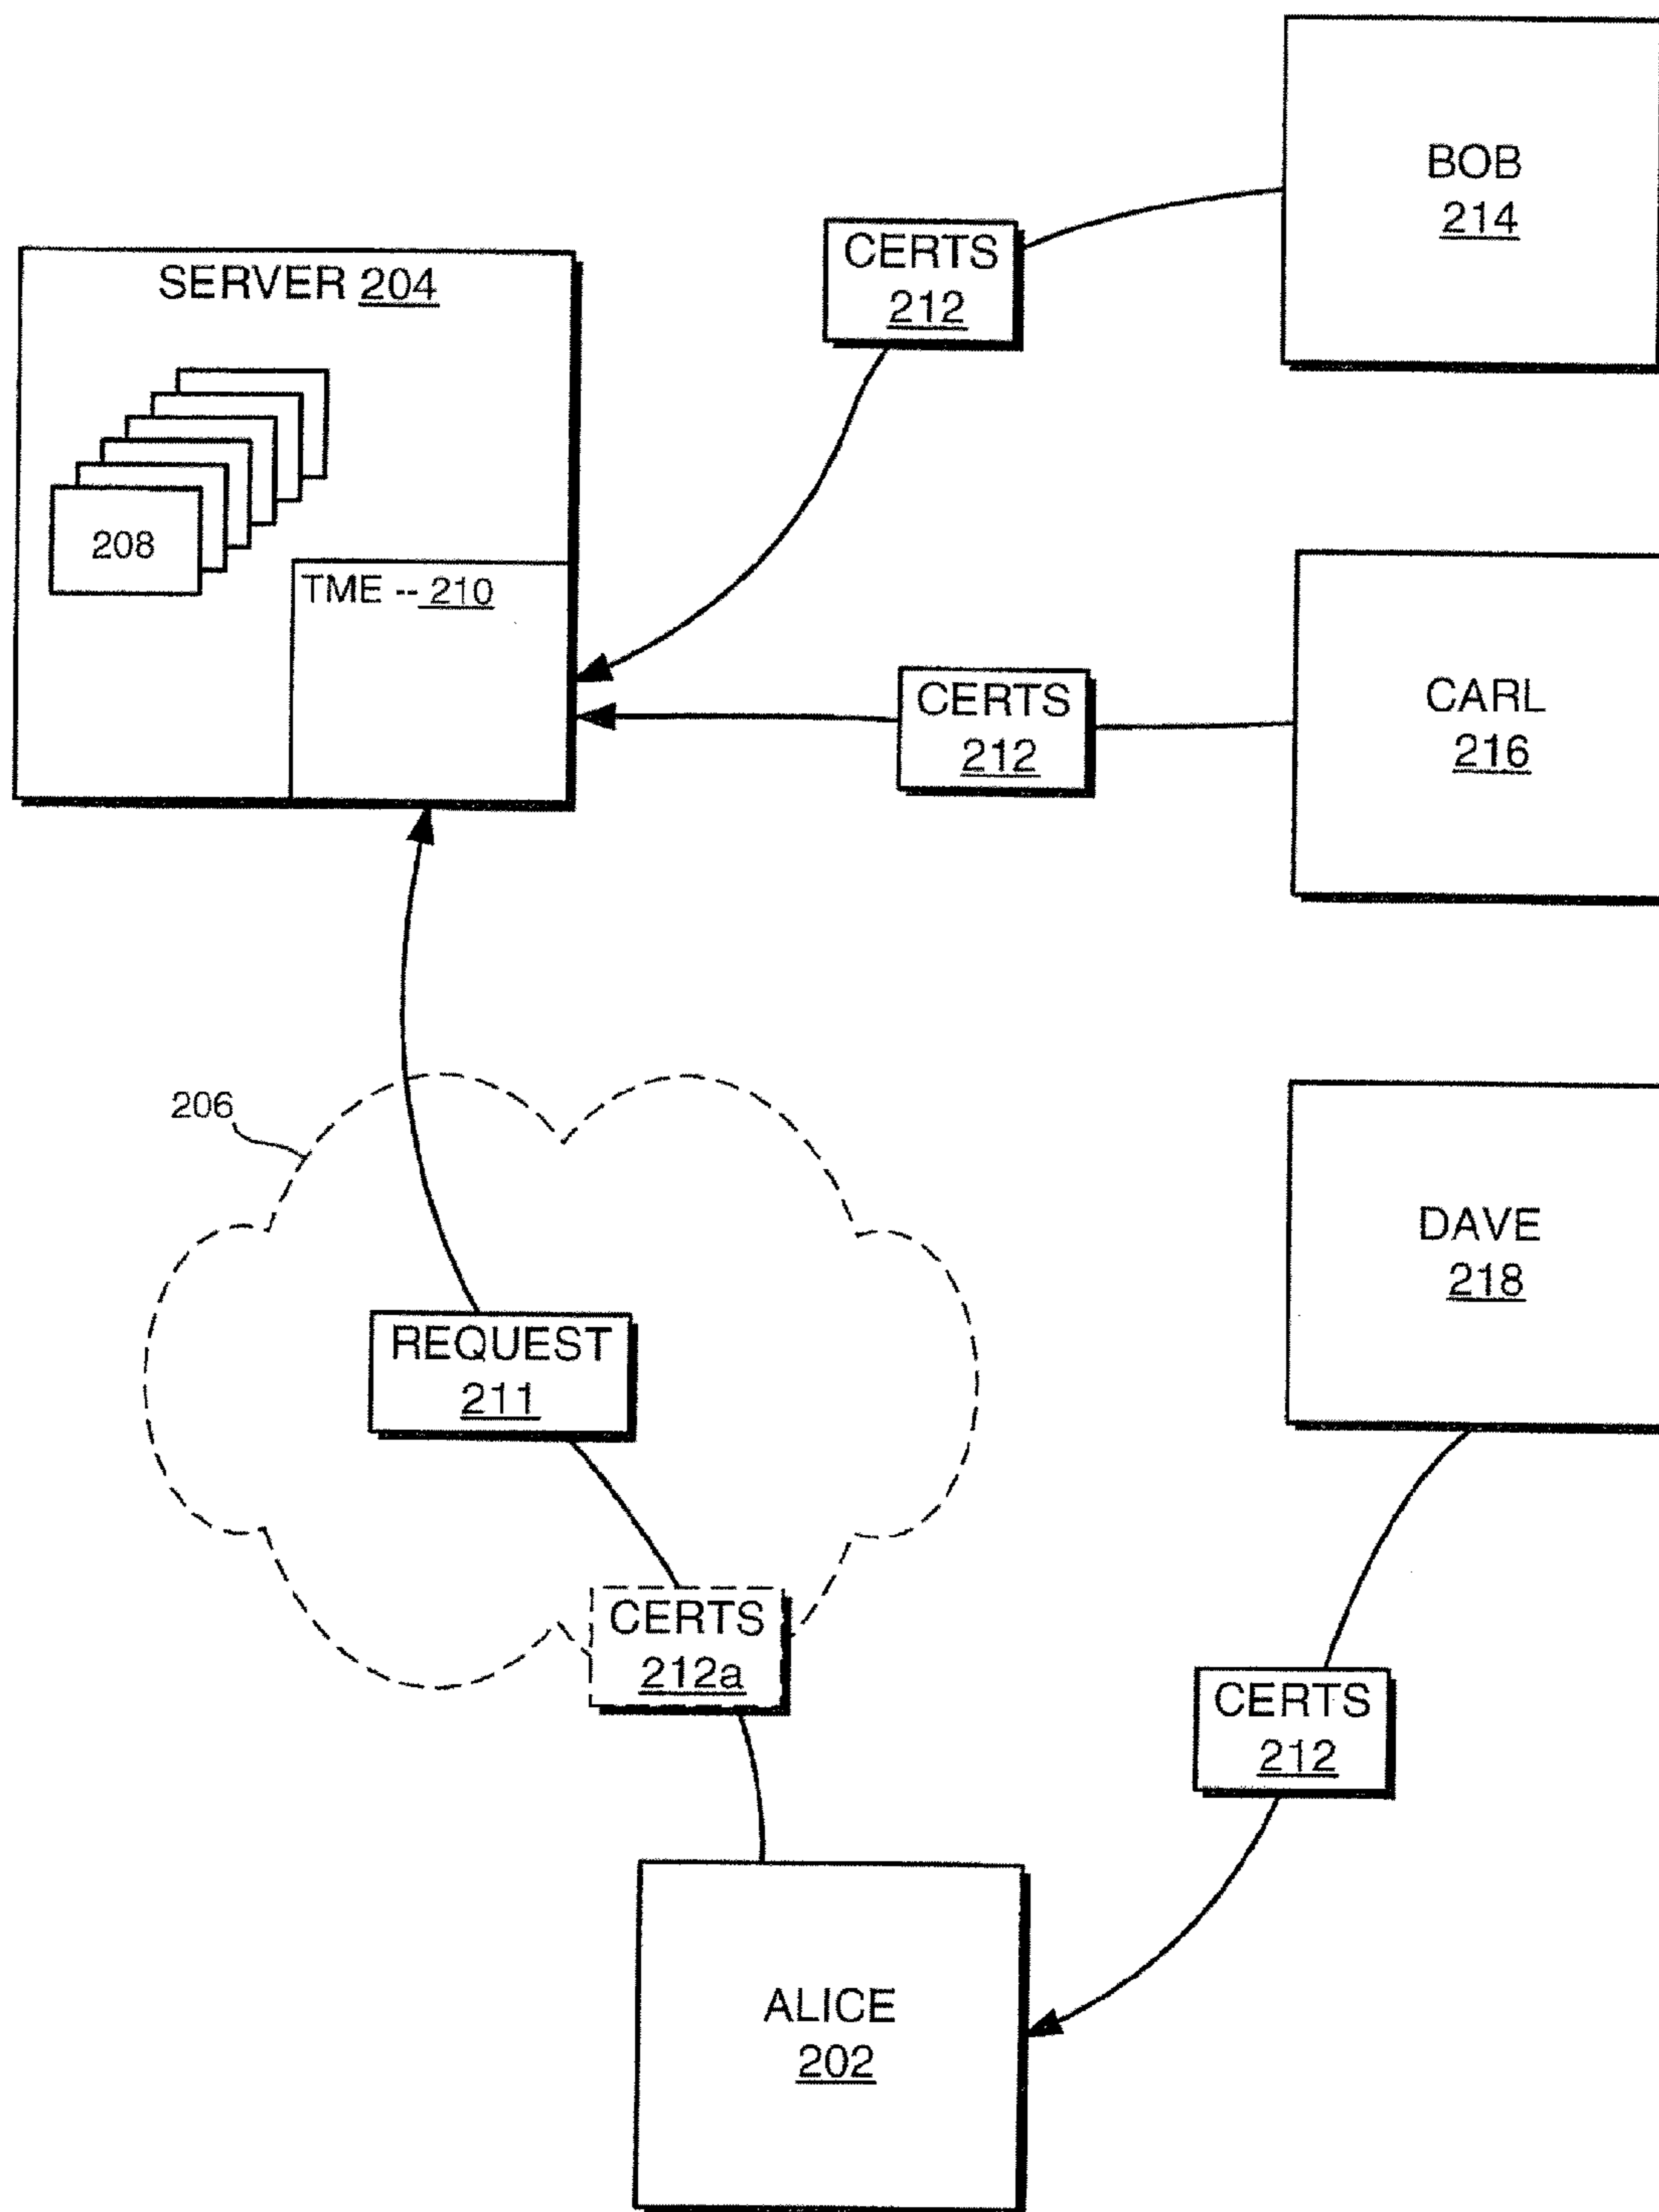 BOB
214
CERTS
212
SERVER 204
208
TME -- 210
CERTS
212
CARL
216
206
DAVE
218
REQUEST
211
CERTS
212a
CERTS
212
ALICE
202